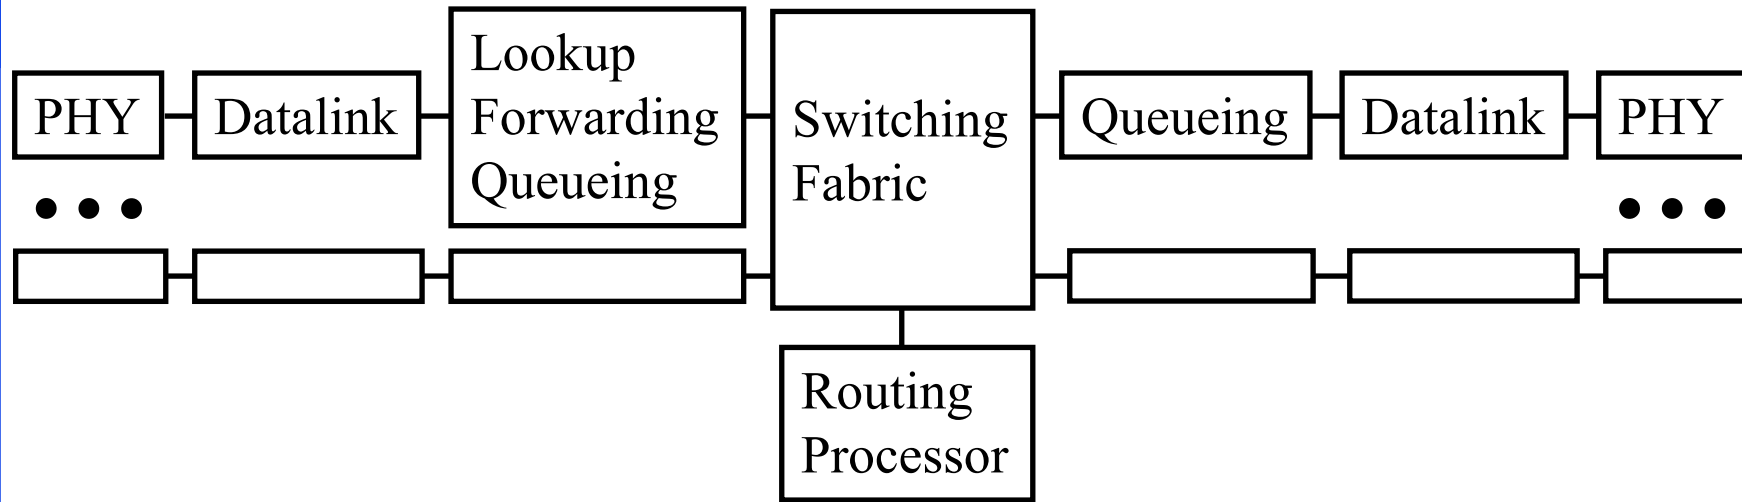 PHY
Datalink
Lookup
Forwarding
Queueing
Switching
Fabric
Queueing
Datalink
PHY
Routing
Processor